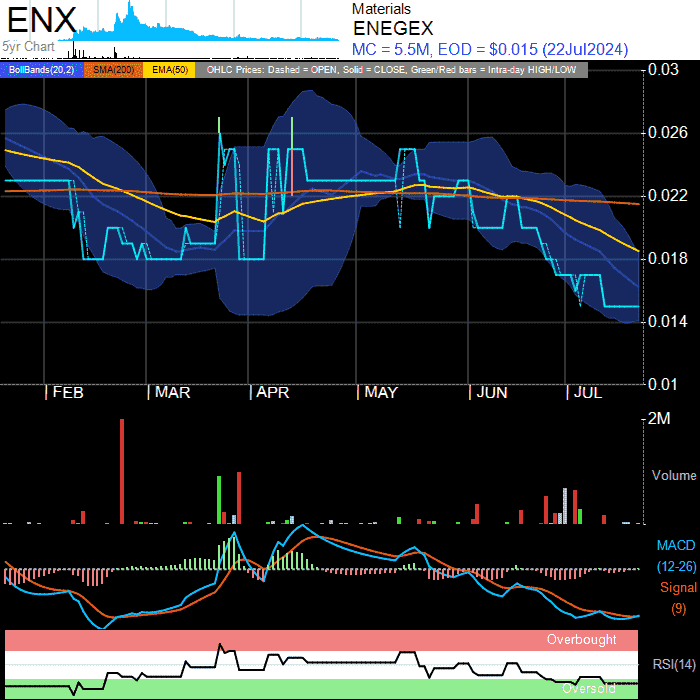 ENX
5yr Chart
Materials
ENEGEX
MC = 5.5M, EOD = $0.015 (22Jul2024)
BollBands(20,2) SMA(200) EMA(50) OHLC Prices: Dashed = OPEN, Solid = CLOSE, Green/Red bars = Intra-day HIGH/LOW
0.03
0.026
0.022
0.018
0.014
0.01
FEB MAR APR MAY JUN JUL
2M
Volume
MACD
(12-26)
Signal
(9)
Overbought
RSI(14)
Oversold